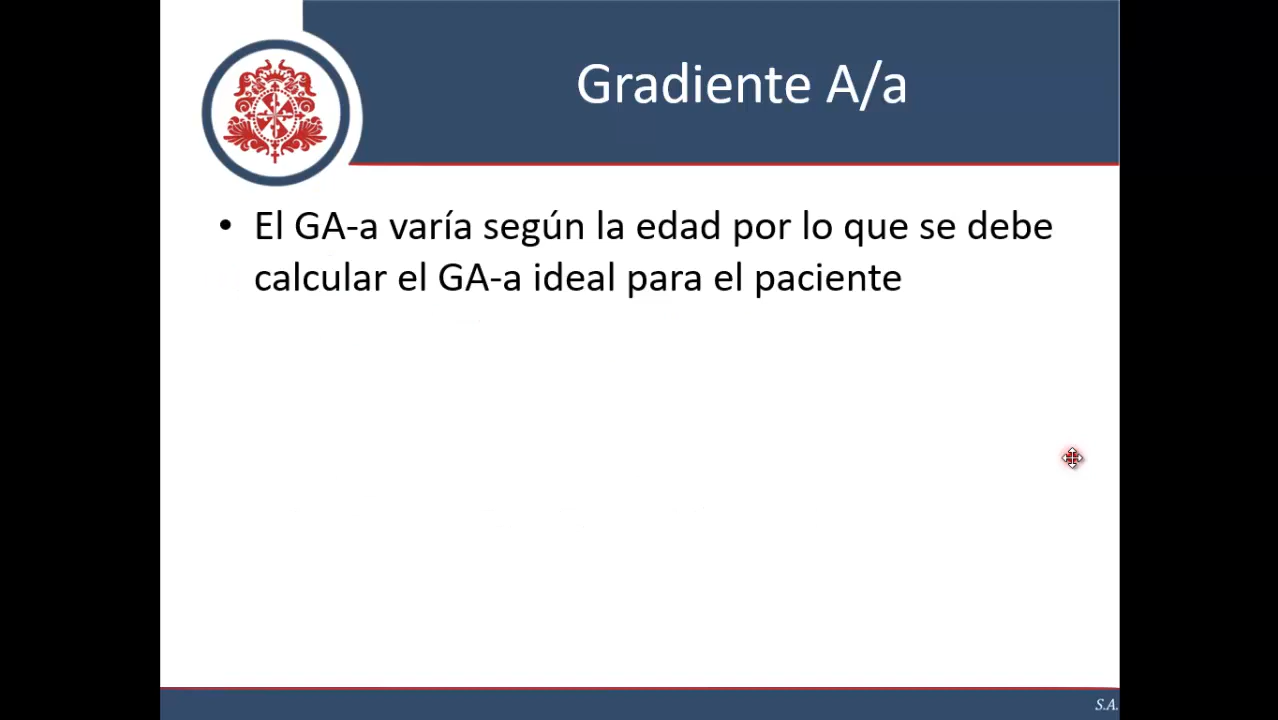 Gradiente A/a
• El GA-a varía según la edad por lo que se debe
calcular el GA-a ideal para el paciente
S.A.